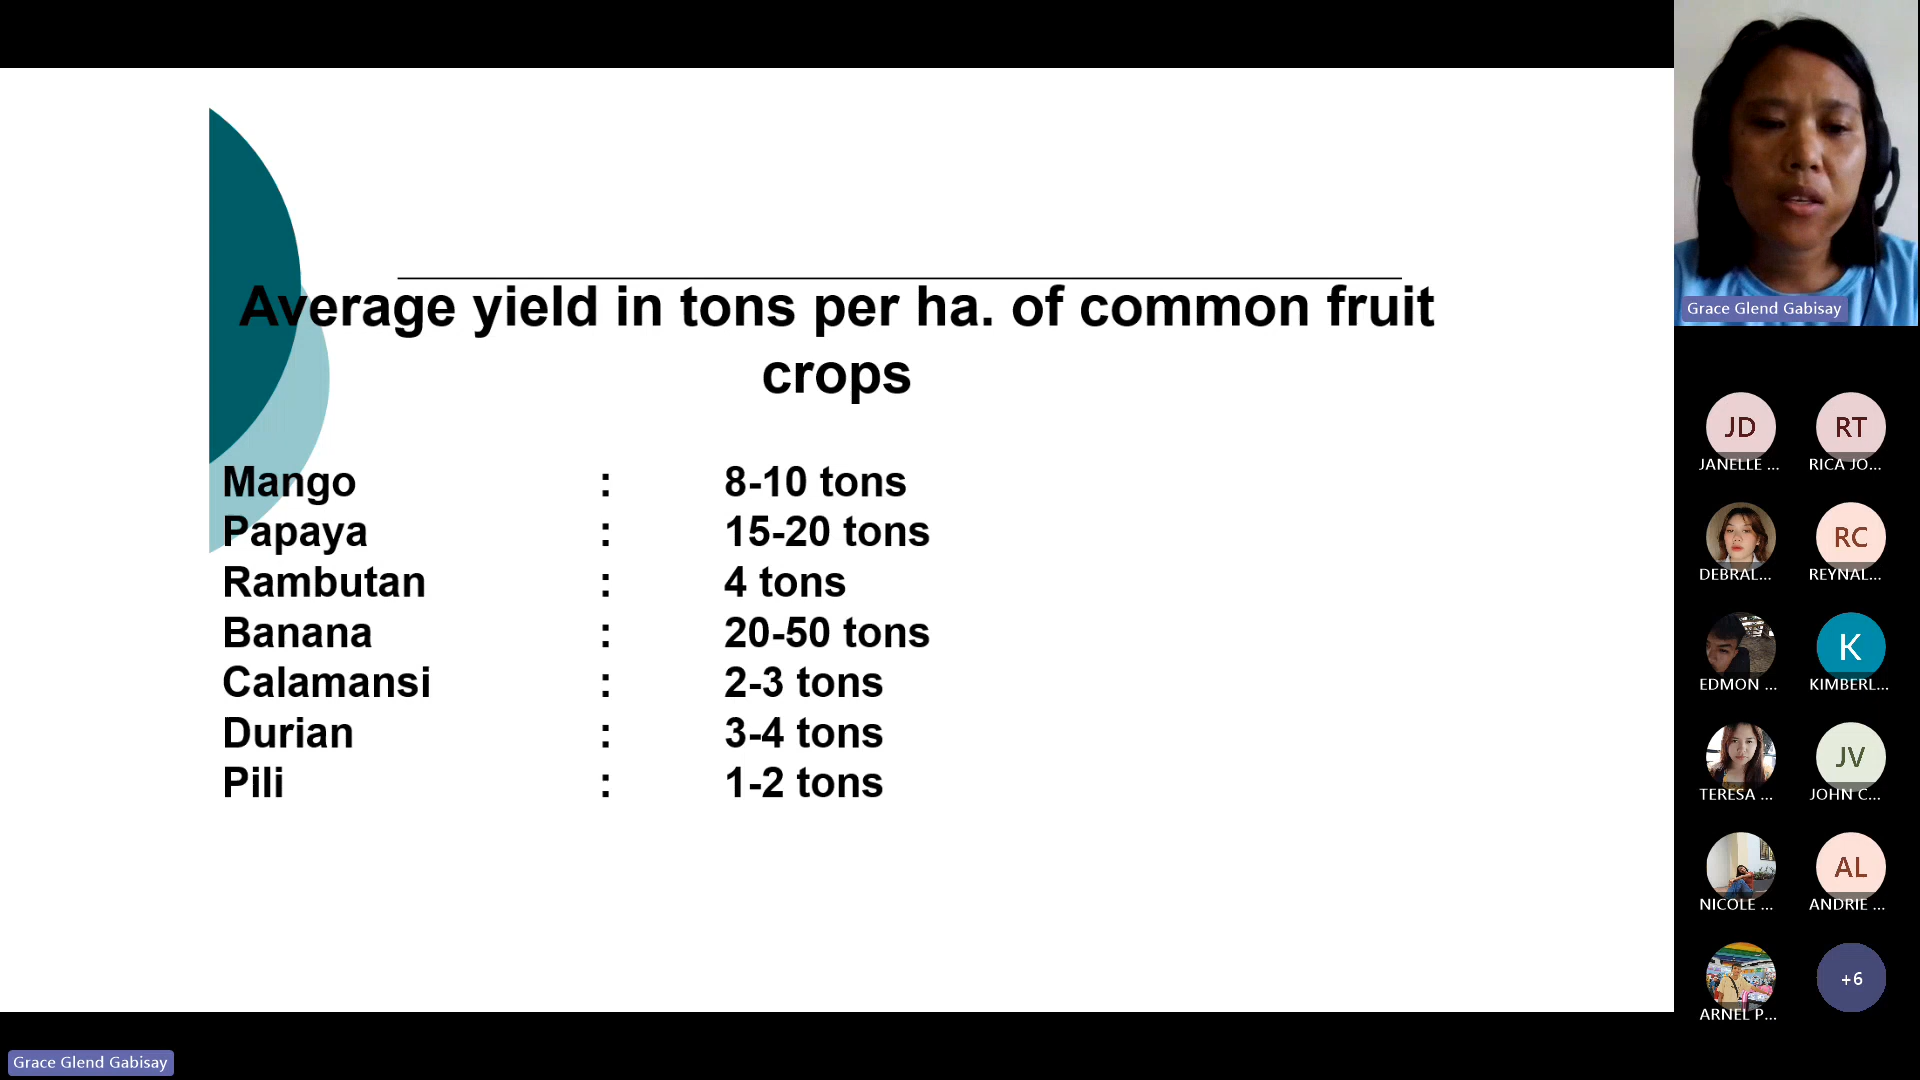 Average yield in tons per ha. of common fruit
crops
Mango : 8-10 tons
Papaya : 15-20 tons
Rambutan : 4 tons
Banana : 20-50 tons
Calamansi : 2-3 tons
Durian : 3-4 tons
Pili : 1-2 tons
Grace Glend Gabisay
JD RT
JANELLE ... RICA JO...
RC
DEBRAL... REYNAL...
K
EDMON ... KIMBERL...
JV
TERESA ... JOHN C...
AL
NICOLE ... ANDRIE ...
+6
ARNEL P...
Grace Glend Gabisay